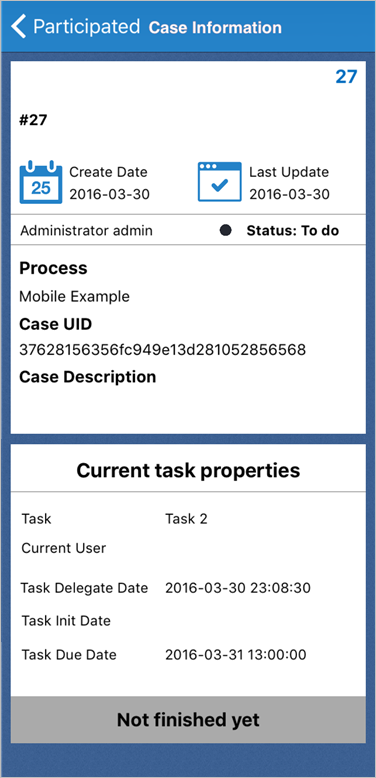 Participated Case Information
27
#27
25
Create Date
2016-03-30
Last Update
2016-03-30
Administrator admin Status: To do
Process
Mobile Example
Case UID
37628156356fc949e13d281052856568
Case Description
Current task properties
Task Task 2
Current User
Task Delegate Date 2016-03-30 23:08:30
Task Init Date
Task Due Date 2016-03-31 13:00:00
Not finished yet